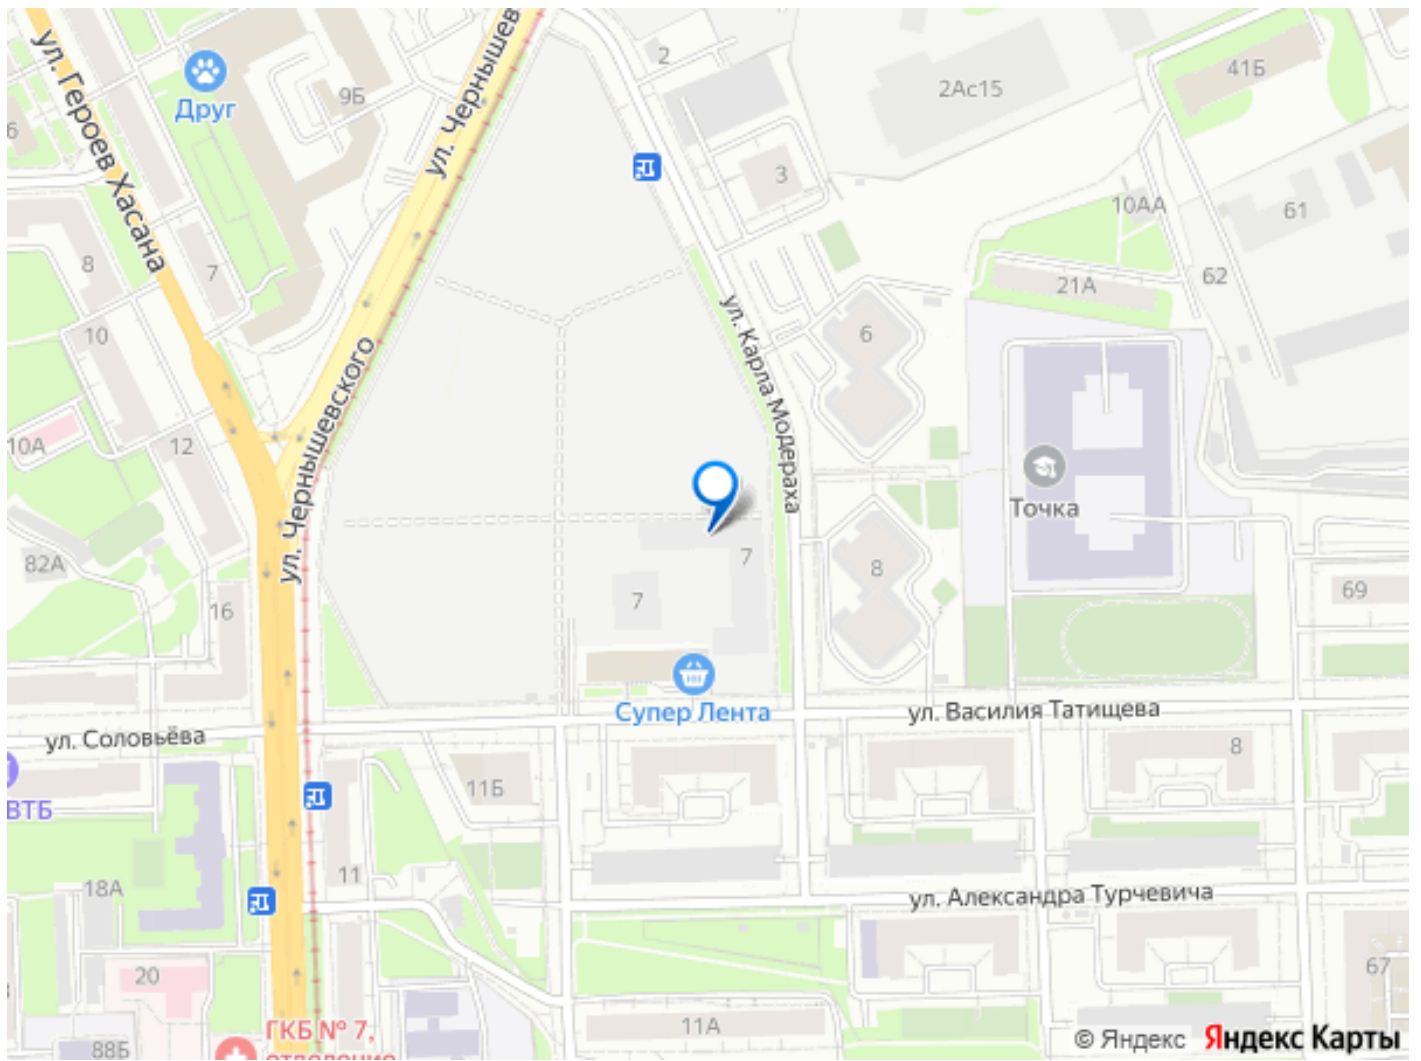 ул. Героев Хасана
ул. Чернышев
2
2Ас15
41Б
Друг
9Б
6
3
10АА
61
8
7
62
21А
ул. Карла Модераха
10
6
ул. Чернышевского
10А
12
Точка
82А
7
8
69
16
7
Супер Лента
ул. Василия Татищева
ул. Соловьёва
8
11Б
ВТБ
11
18А
ул. Александра Турчевича
20
67
ГКБ № 7,
отделение
11А
88Б
© Яндекс Яндекс Карты